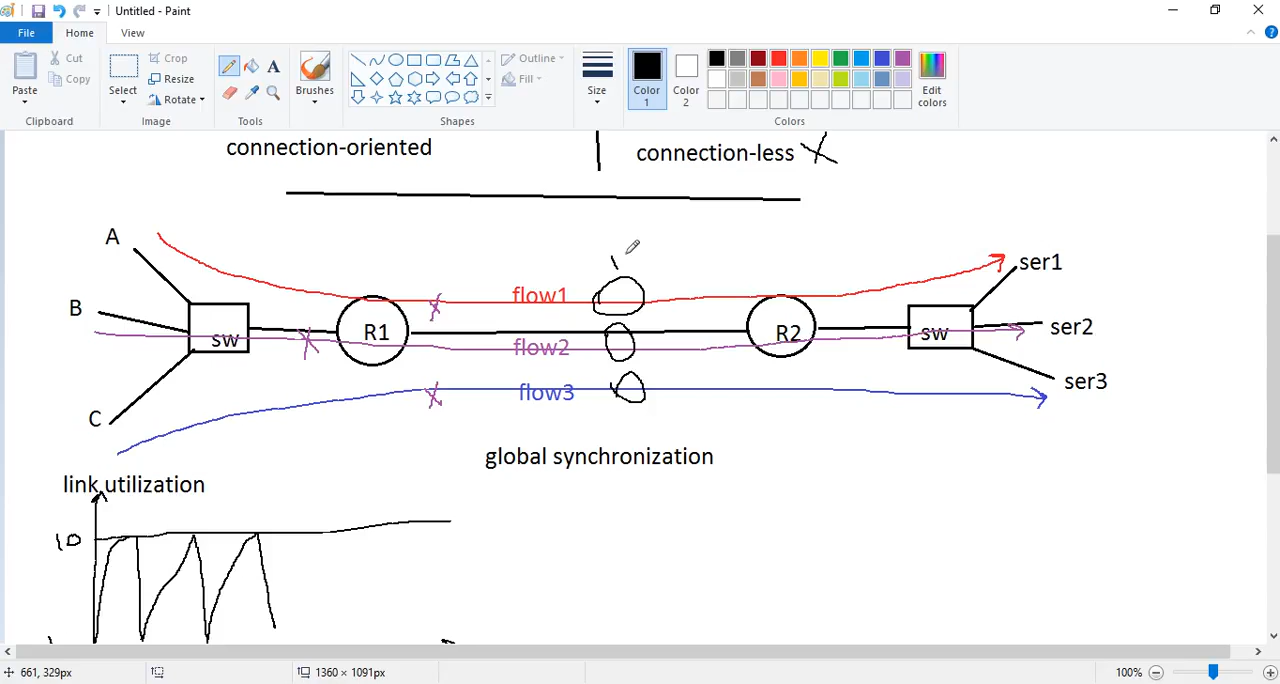 Untitled - Paint
File Home View
Paste Cut Copy Clipboard
Select Crop Resize Rotate Image
Tools
Brushes
Outline Fill Shapes
Size
Color 1 Color 2 Edit colors Colors
connection-oriented connection-less
A
B
C
sw R1 R2 sw
flow1
flow2
flow3
ser1
ser2
ser3
global synchronization
link utilization
10
661, 329px 1360 × 1091px 100%